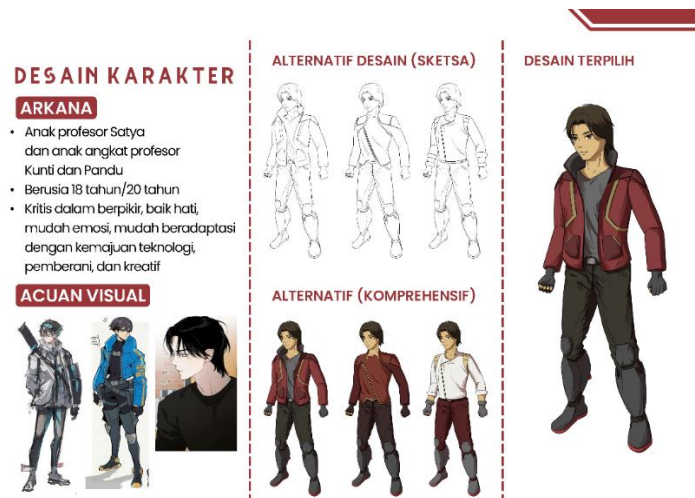 DESAIN KARAKTER
ARKANA
• Anak profesor Satya
dan anak angkat profesor
Kunti dan Pandu
• Berusia 18 tahun/20 tahun
• Kritis dalam berpikir, baik hati,
mudah emosi, mudah beradaptasi
dengan kemajuan teknologi,
pemberani, dan kreatif
ACUAN VISUAL
ALTERNATIF DESAIN (SKETSA)
ALTERNATIF (KOMPREHENSIF)
DESAIN TERPILIH